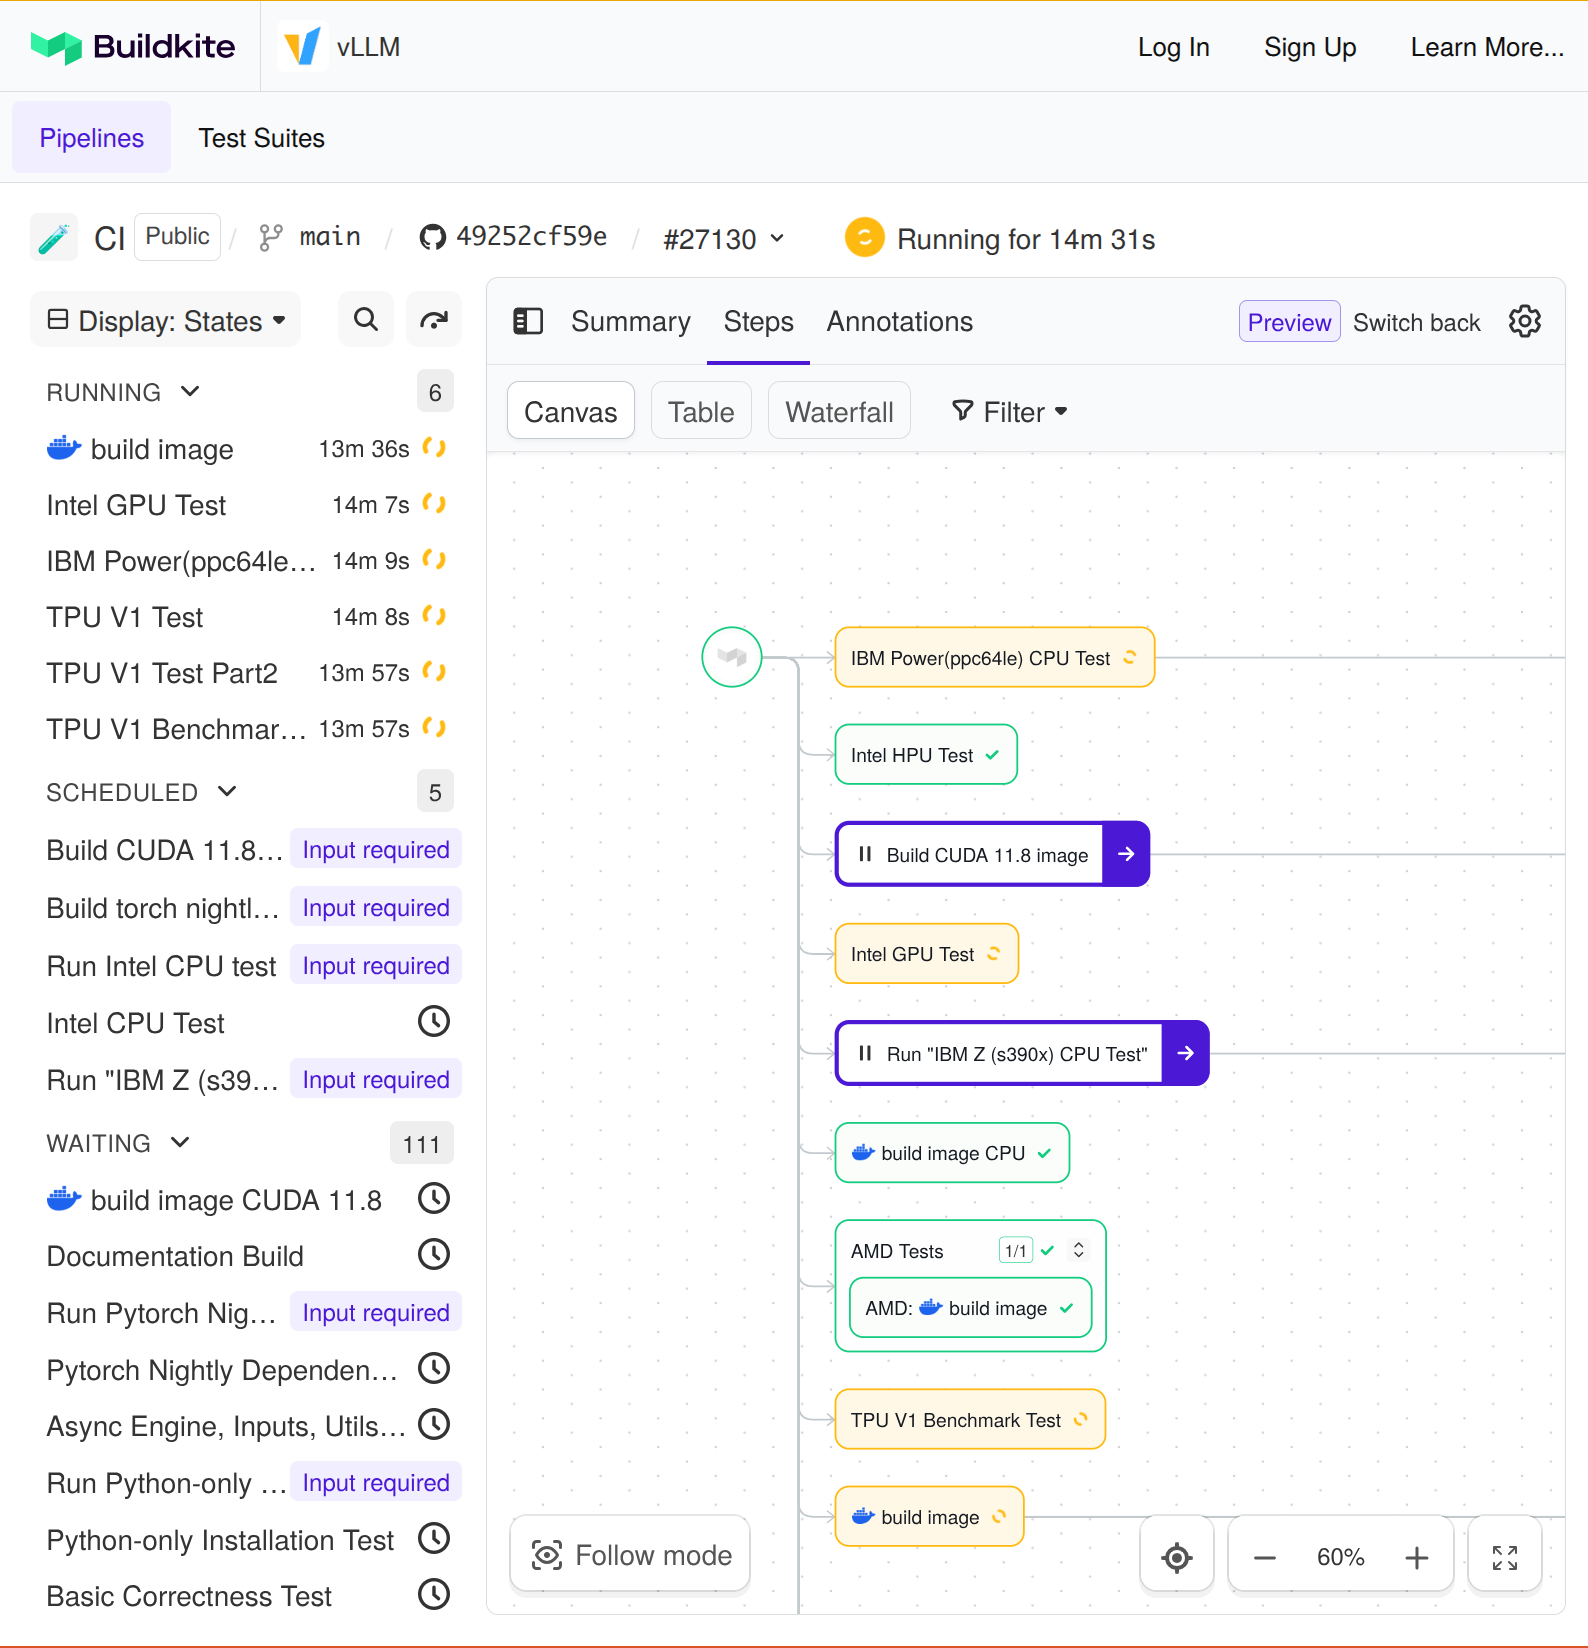 Buildkite
vLLM
Log In
Sign Up
Learn More...
Pipelines
Test Suites
CI
Public
/
main
/
49252cf59e
/
#27130
Running for 14m 31s
Display: States
RUNNING
6
build image 13m 36s
Intel GPU Test 14m 7s
IBM Power(ppc64le… 14m 9s
TPU V1 Test 14m 8s
TPU V1 Test Part2 13m 57s
TPU V1 Benchmar… 13m 57s
SCHEDULED
5
Build CUDA 11.8… Input required
Build torch nightl… Input required
Run Intel CPU test Input required
Intel CPU Test
Run "IBM Z (s39… Input required
WAITING
111
build image CUDA 11.8
Documentation Build
Run Pytorch Nig… Input required
Pytorch Nightly Dependen…
Async Engine, Inputs, Utils…
Run Python-only … Input required
Python-only Installation Test
Basic Correctness Test
Summary
Steps
Annotations
Preview
Switch back
Canvas
Table
Waterfall
Filter
IBM Power(ppc64le) CPU Test
Intel HPU Test
Build CUDA 11.8 image
Intel GPU Test
Run "IBM Z (s390x) CPU Test"
build image CPU
AMD Tests 1/1
AMD: build image
TPU V1 Benchmark Test
build image
Follow mode
60%